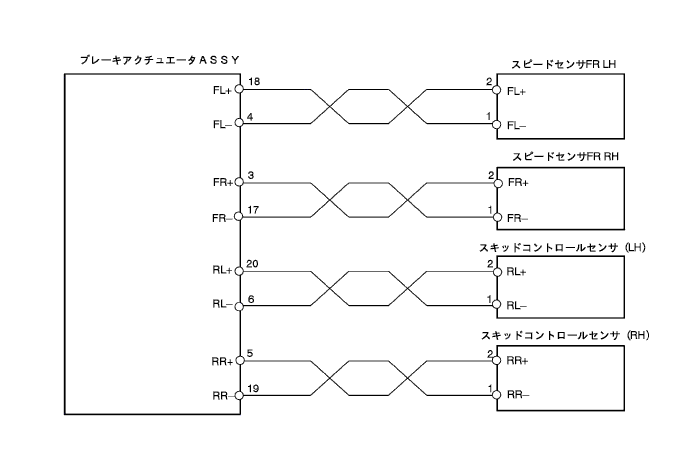 ブレーキアクチュエータASSY
スピードセンサFR LH
FL+ 18 2 FL+
FL− 4 1 FL−
スピードセンサFR RH
FR+ 3 2 FR+
FR− 17 1 FR−
スキッドコントロールセンサ (LH)
RL+ 20 2 RL+
RL− 6 1 RL−
スキッドコントロールセンサ (RH)
RR+ 5 2 RR+
RR− 19 1 RR−